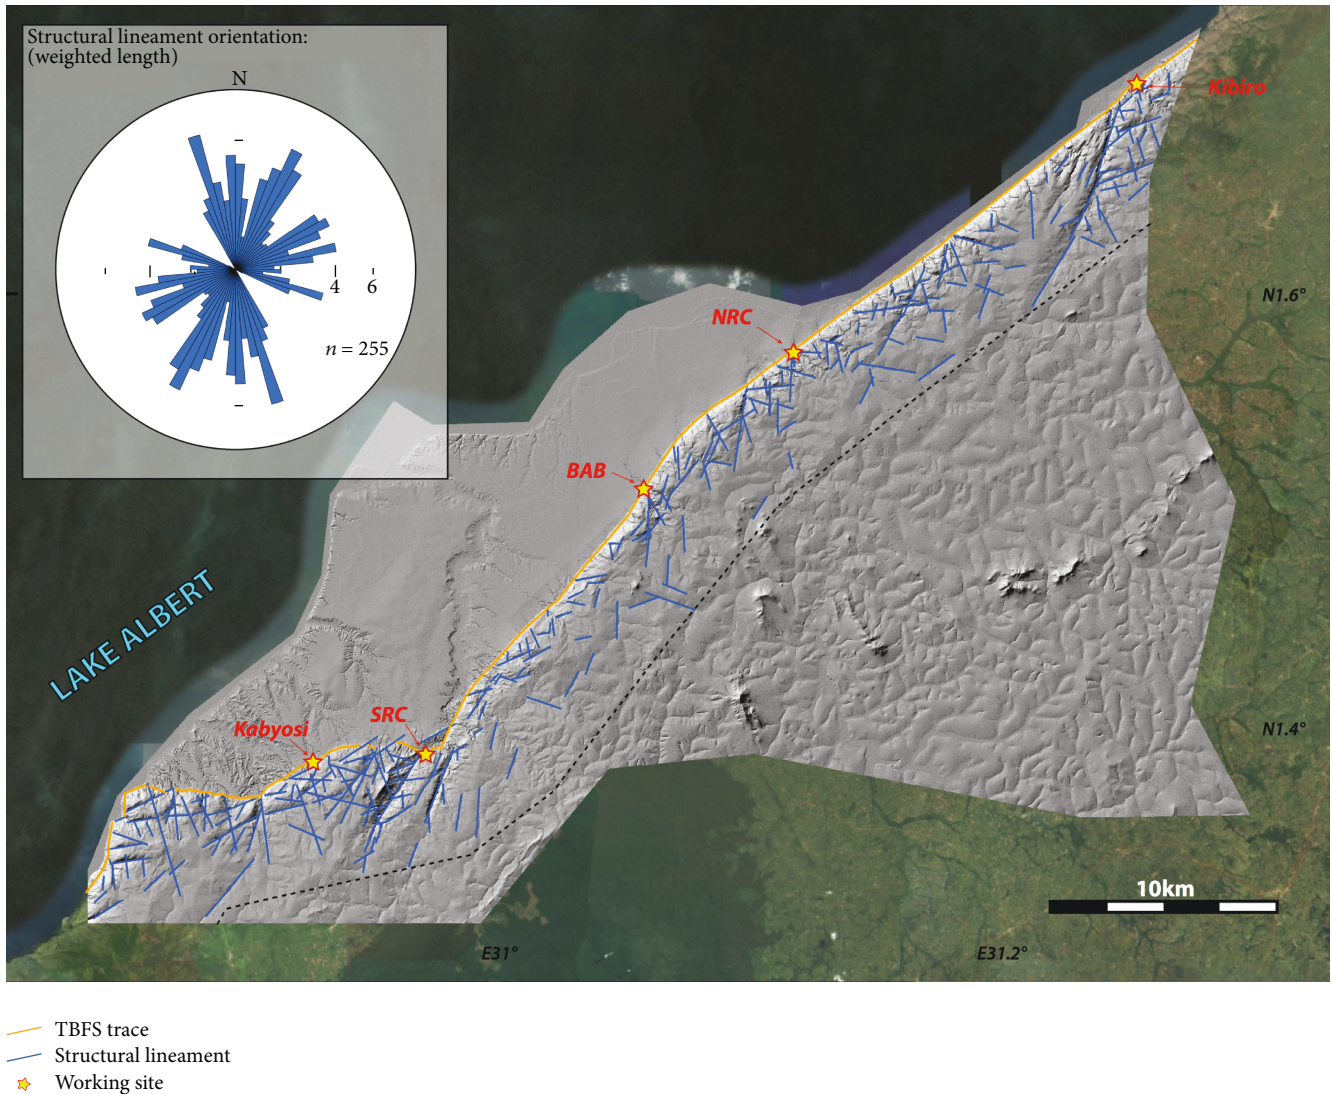 Structural lineament orientation:
(weighted length)
N
4 6
n = 255
Kibiro
N1.6°
NRC
BAB
LAKE ALBERT
SRC
Kabyosi
N1.4°
10km
E31°
E31.2°
TBFS trace
Structural lineament
Working site